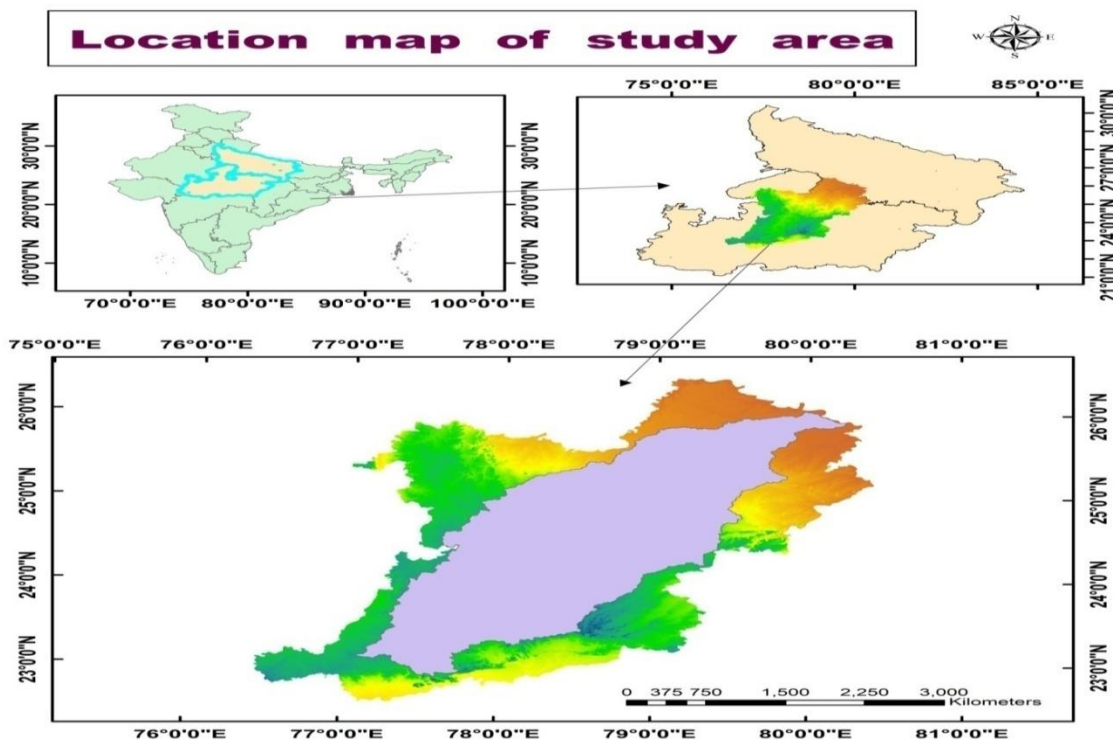 Location map of study area
N
W E
S
75°0'0"E 80°0'0"E 85°0'0"E
30°0'0"N
20°0'0"N
10°0'0"N
30°0'0"N
20°0'0"N
10°0'0"N
70°0'0"E 80°0'0"E 90°0'0"E 100°0'0"E
30°0'0"N
27°0'0"N
24°0'0"N
21°0'0"N
75°0'0"E 76°0'0"E 77°0'0"E 78°0'0"E 79°0'0"E 80°0'0"E 81°0'0"E
26°0'0"N
25°0'0"N
24°0'0"N
23°0'0"N
26°0'0"N
25°0'0"N
24°0'0"N
23°0'0"N
0 375 750 1,500 2,250 3,000
Kilometers
76°0'0"E 77°0'0"E 78°0'0"E 79°0'0"E 80°0'0"E 81°0'0"E